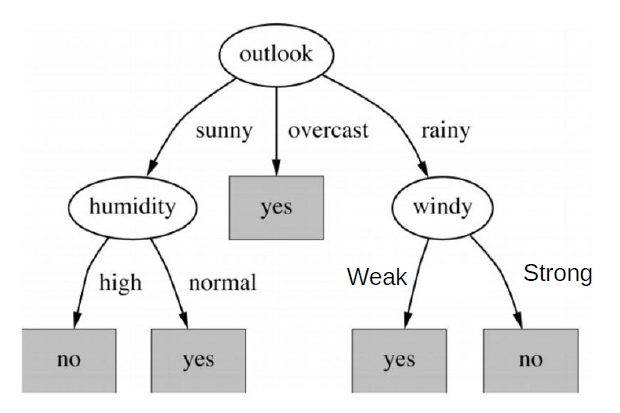 outlook
sunny overcast rainy
humidity yes windy
high normal Weak Strong
no yes yes no